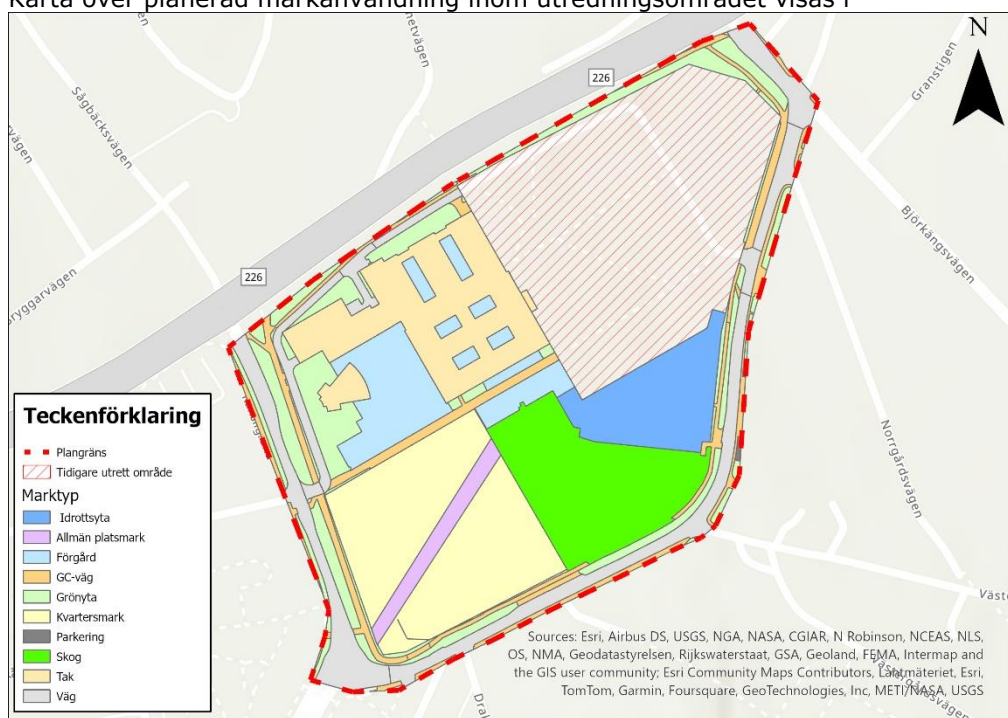 Karta över planerad markanvändning inom utredningsområdet visas i
N
226
Granstigen
Sågbäcksvägen
Björkängsvägen
226
Bryggarvägen
Norrgårdsvägen
Teckenförklaring
Plangräns
Tidigare utrett område
Marktyp
Idrottsyta
Allmän platsmark
Förgård
GC-väg
Grönyta
Kvartersmark
Parkering
Skog
Tak
Väg
Sources: Esri, Airbus DS, USGS, NGA, NASA, CGIAR, N Robinson, NCEAS, NLS,
OS, NMA, Geodatastyrelsen, Rijkswaterstaat, GSA, Geoland, FEMA, Intermap and
the GIS user community; Esri Community Maps Contributors, Lantmäteriet, Esri,
TomTom, Garmin, Foursquare, GeoTechnologies, Inc, METI/NASA, USGS